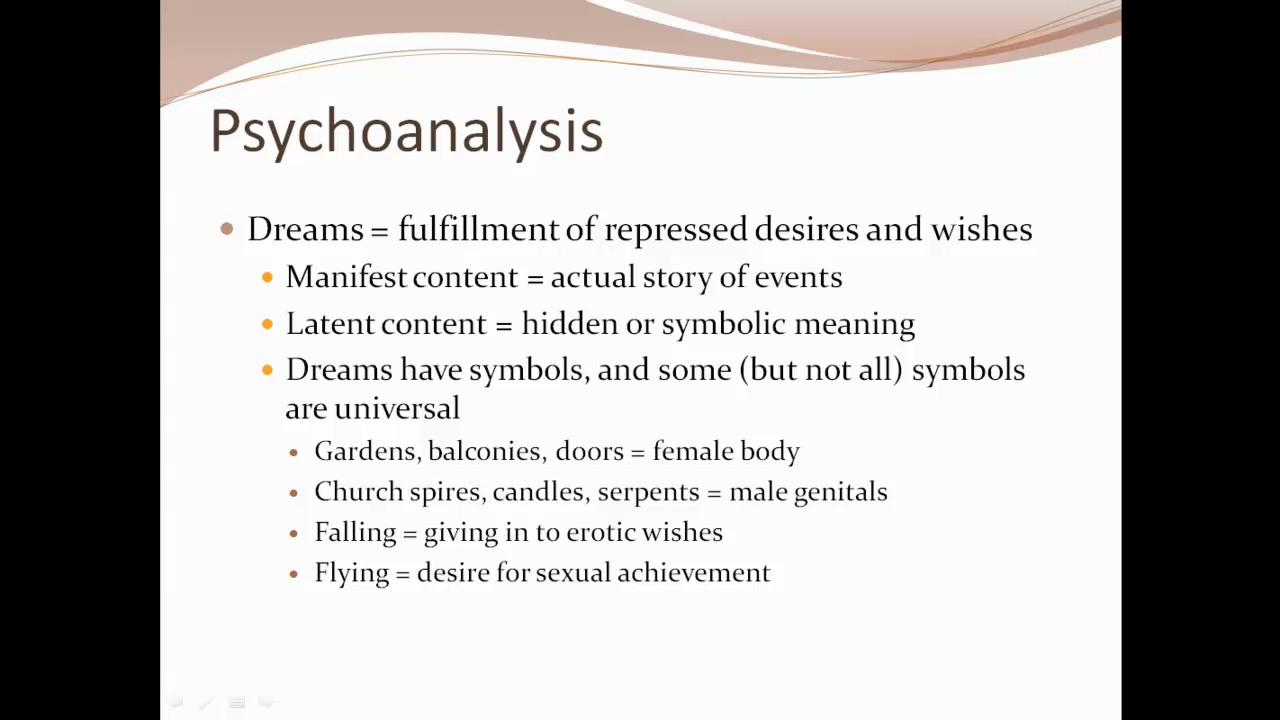 Psychoanalysis
Dreams = fulfillment of repressed desires and wishes
Manifest content = actual story of events
Latent content = hidden or symbolic meaning
Dreams have symbols, and some (but not all) symbols
are universal
Gardens, balconies, doors = female body
Church spires, candles, serpents = male genitals
Falling = giving in to erotic wishes
Flying = desire for sexual achievement